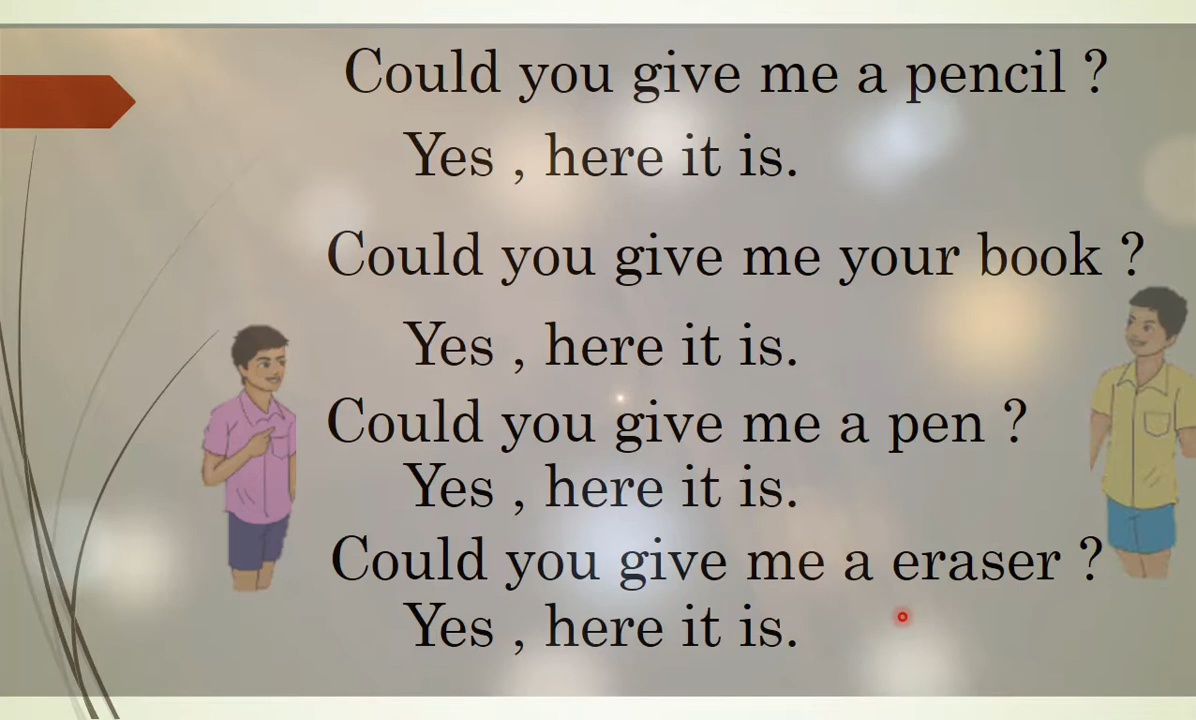 Could you give me a pencil ?
Yes , here it is.
Could you give me your book ?
Yes , here it is.
Could you give me a pen ?
Yes , here it is.
Could you give me a eraser ?
Yes , here it is.